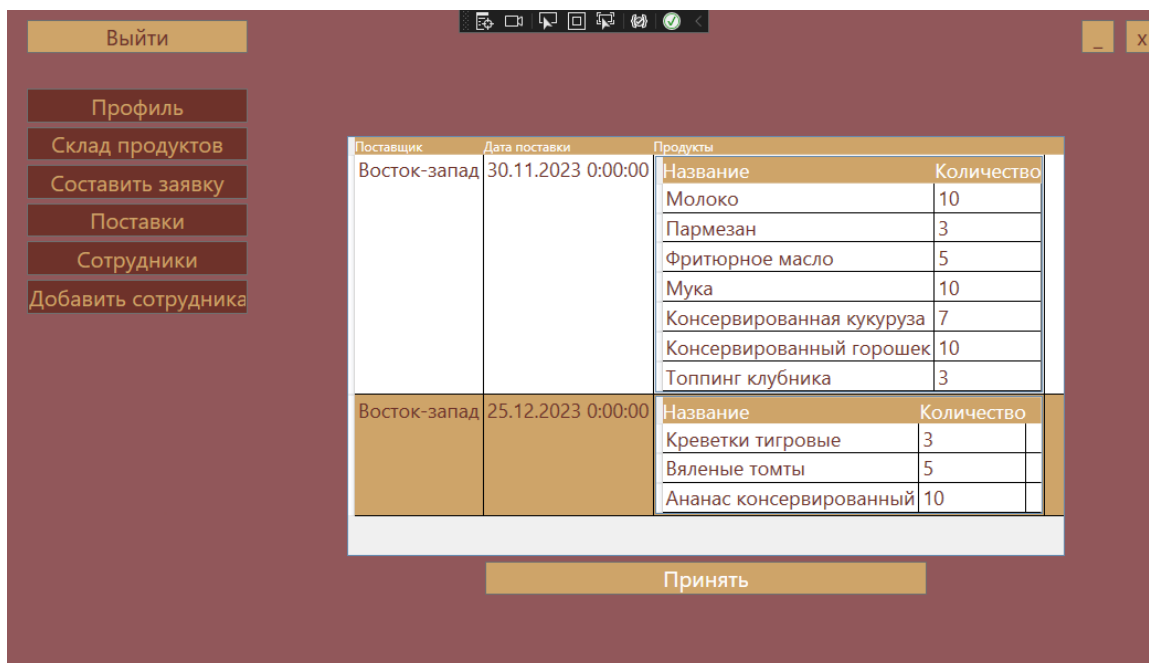 Выйти
_
x
Профиль
Склад продуктов
Составить заявку
Поставки
Сотрудники
Добавить сотрудника
Поставщик Дата поставки Продукты
Восток-запад 30.11.2023 0:00:00 Название Количество
Молоко 10
Пармезан 3
Фритюрное масло 5
Мука 10
Консервированная кукуруза 7
Консервированный горошек 10
Топпинг клубника 3
Восток-запад 25.12.2023 0:00:00 Название Количество
Креветки тигровые 3
Вяленые томты 5
Ананас консервированный 10
Принять